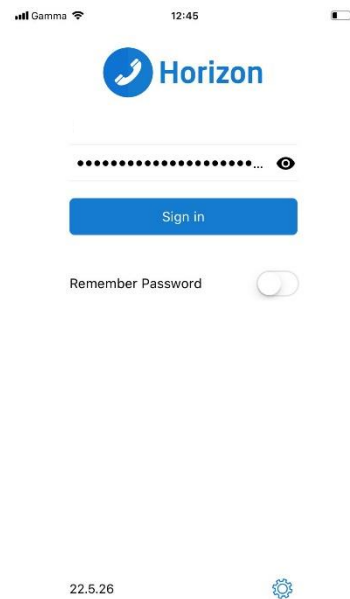 Gamma 12:45
Horizon
••••••••••••••••••••...
Sign in
Remember Password
22.5.26